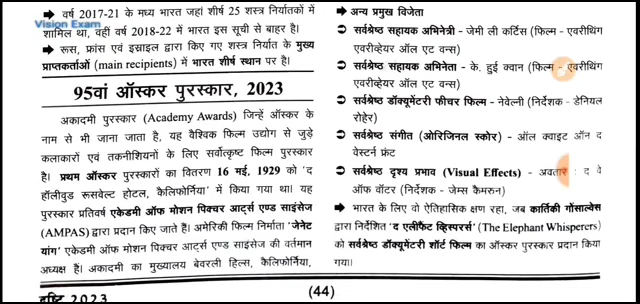 ➔ वर्ष 2017-21 के मध्य भारत जहां शीर्ष 25 शस्त्र निर्यातकों में
Vision Exam
शामिल था, वहीं वर्ष 2018-22 में भारत इस सूची से बाहर है।
➔ रूस, फ्रांस एवं इस्राइल द्वारा किए गए शस्त्र निर्यात के मुख्य
प्राप्तकर्ताओं (main recipients) में भारत शीर्ष स्थान पर है।
95वां ऑस्कर पुरस्कार, 2023
अकादमी पुरस्कार (Academy Awards) जिन्हें ऑस्कर के
नाम से भी जाना जाता है, यह वैश्विक फिल्म उद्योग से जुड़े
कलाकारों एवं तकनीशियनों के लिए सर्वोत्कृष्ट फिल्म पुरस्कार
है। प्रथम ऑस्कर पुरस्कारों का वितरण 16 मई, 1929 को 'द
हॉलीवुड रूसवेल्ट होटल, कैलिफोर्निया' में किया गया था। यह
पुरस्कार प्रतिवर्ष एकेडमी ऑफ मोशन पिक्चर आर्ट्स एण्ड साइंसेज
(AMPAS) द्वारा प्रदान किए जाते हैं। अमेरिकी फिल्म निर्माता 'जेनेट
यांग' एकेडमी ऑफ मोशन पिक्चर आर्ट्स एण्ड साइंसेज की वर्तमान
अध्यक्ष हैं। अकादमी का मुख्यालय बेवरली हिल्स, कैलिफोर्निया,
➔ अन्य प्रमुख विजेता
सर्वश्रेष्ठ सहायक अभिनेत्री - जेमी ली कर्टिस (फिल्म - एवरीथिंग
एवरीव्हेयर ऑल एट वन्स)
सर्वश्रेष्ठ सहायक अभिनेता - के. हुई क्वान (फिल्म - एवरीथिंग
एवरीव्हेयर ऑल एट वन्स)
सर्वश्रेष्ठ डॉक्यूमेंटरी फीचर फिल्म - नेवेल्नी (निर्देशक - डेनियल
रोहेर)
सर्वश्रेष्ठ संगीत (ओरिजिनल स्कोर) - ऑल क्वाइट ऑन द
वेस्टर्न फ्रंट
सर्वश्रेष्ठ दृश्य प्रभाव (Visual Effects) - अवतार : द वे
ऑफ वॉटर (निर्देशक - जेम्स कैमरुन)
➔ भारत के लिए वो ऐतिहासिक क्षण रहा, जब कार्तिकी गोंसाल्वेस
द्वारा निर्देशित 'द एलीफैंट व्हिस्परर्स' (The Elephant Whisperers)
को सर्वश्रेष्ठ डॉक्यूमेंटरी शॉर्ट फिल्म का ऑस्कर पुरस्कार प्रदान किया
गया।
(44)
दृष्टि 2023